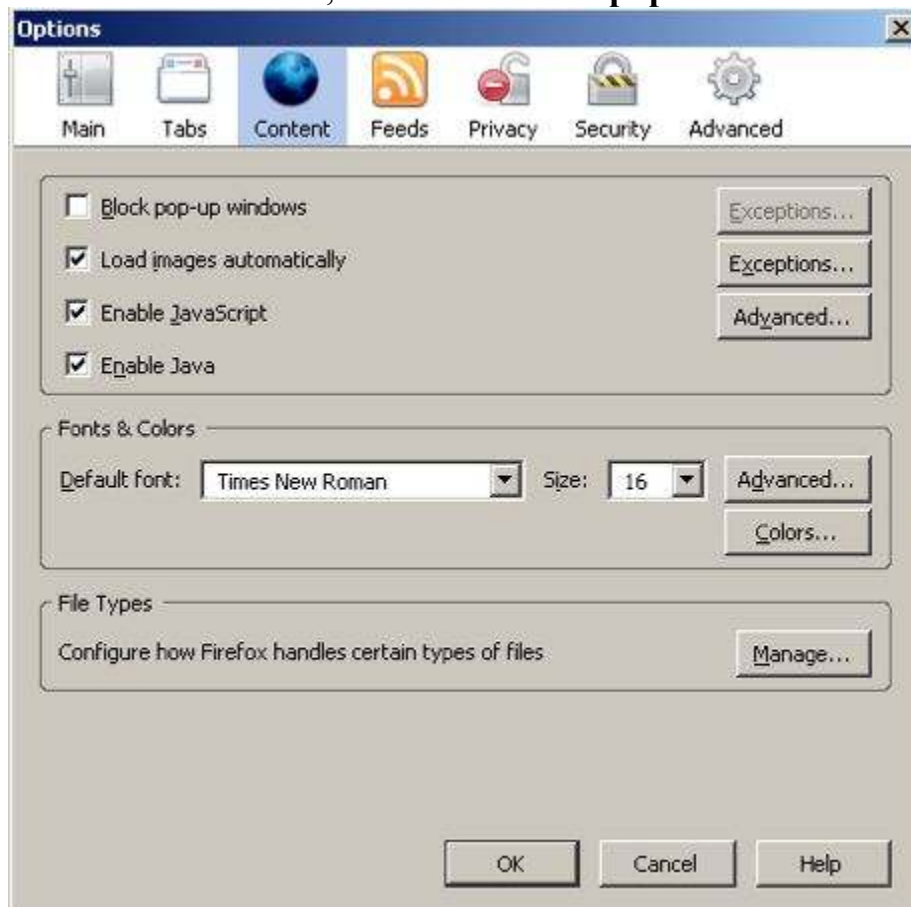 Options
Main Tabs Content Feeds Privacy Security Advanced
Block pop-up windows Exceptions...
Load images automatically Exceptions...
Enable JavaScript Advanced...
Enable Java
Fonts & Colors
Default font: Times New Roman Size: 16 Advanced...
Colors...
File Types
Configure how Firefox handles certain types of files Manage...
OK Cancel Help